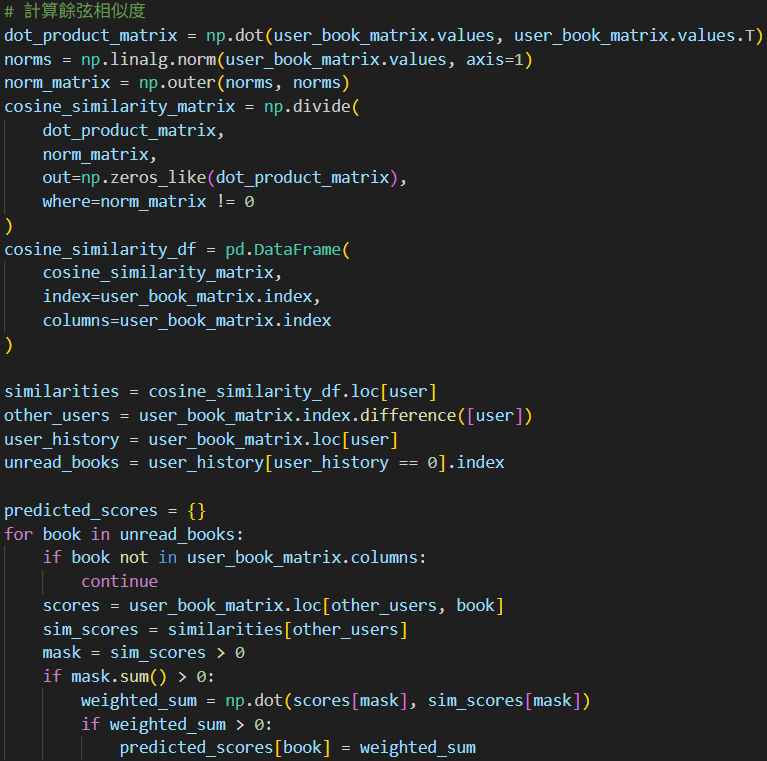 # 計算餘弦相似度
dot_product_matrix = np.dot(user_book_matrix.values, user_book_matrix.values.T)
norms = np.linalg.norm(user_book_matrix.values, axis=1)
norm_matrix = np.outer(norms, norms)
cosine_similarity_matrix = np.divide(
    dot_product_matrix,
    norm_matrix,
    out=np.zeros_like(dot_product_matrix),
    where=norm_matrix != 0
)
cosine_similarity_df = pd.DataFrame(
    cosine_similarity_matrix,
    index=user_book_matrix.index,
    columns=user_book_matrix.index
)

similarities = cosine_similarity_df.loc[user]
other_users = user_book_matrix.index.difference([user])
user_history = user_book_matrix.loc[user]
unread_books = user_history[user_history == 0].index

predicted_scores = {}
for book in unread_books:
    if book not in user_book_matrix.columns:
        continue
    scores = user_book_matrix.loc[other_users, book]
    sim_scores = similarities[other_users]
    mask = sim_scores > 0
    if mask.sum() > 0:
        weighted_sum = np.dot(scores[mask], sim_scores[mask])
        if weighted_sum > 0:
            predicted_scores[book] = weighted_sum